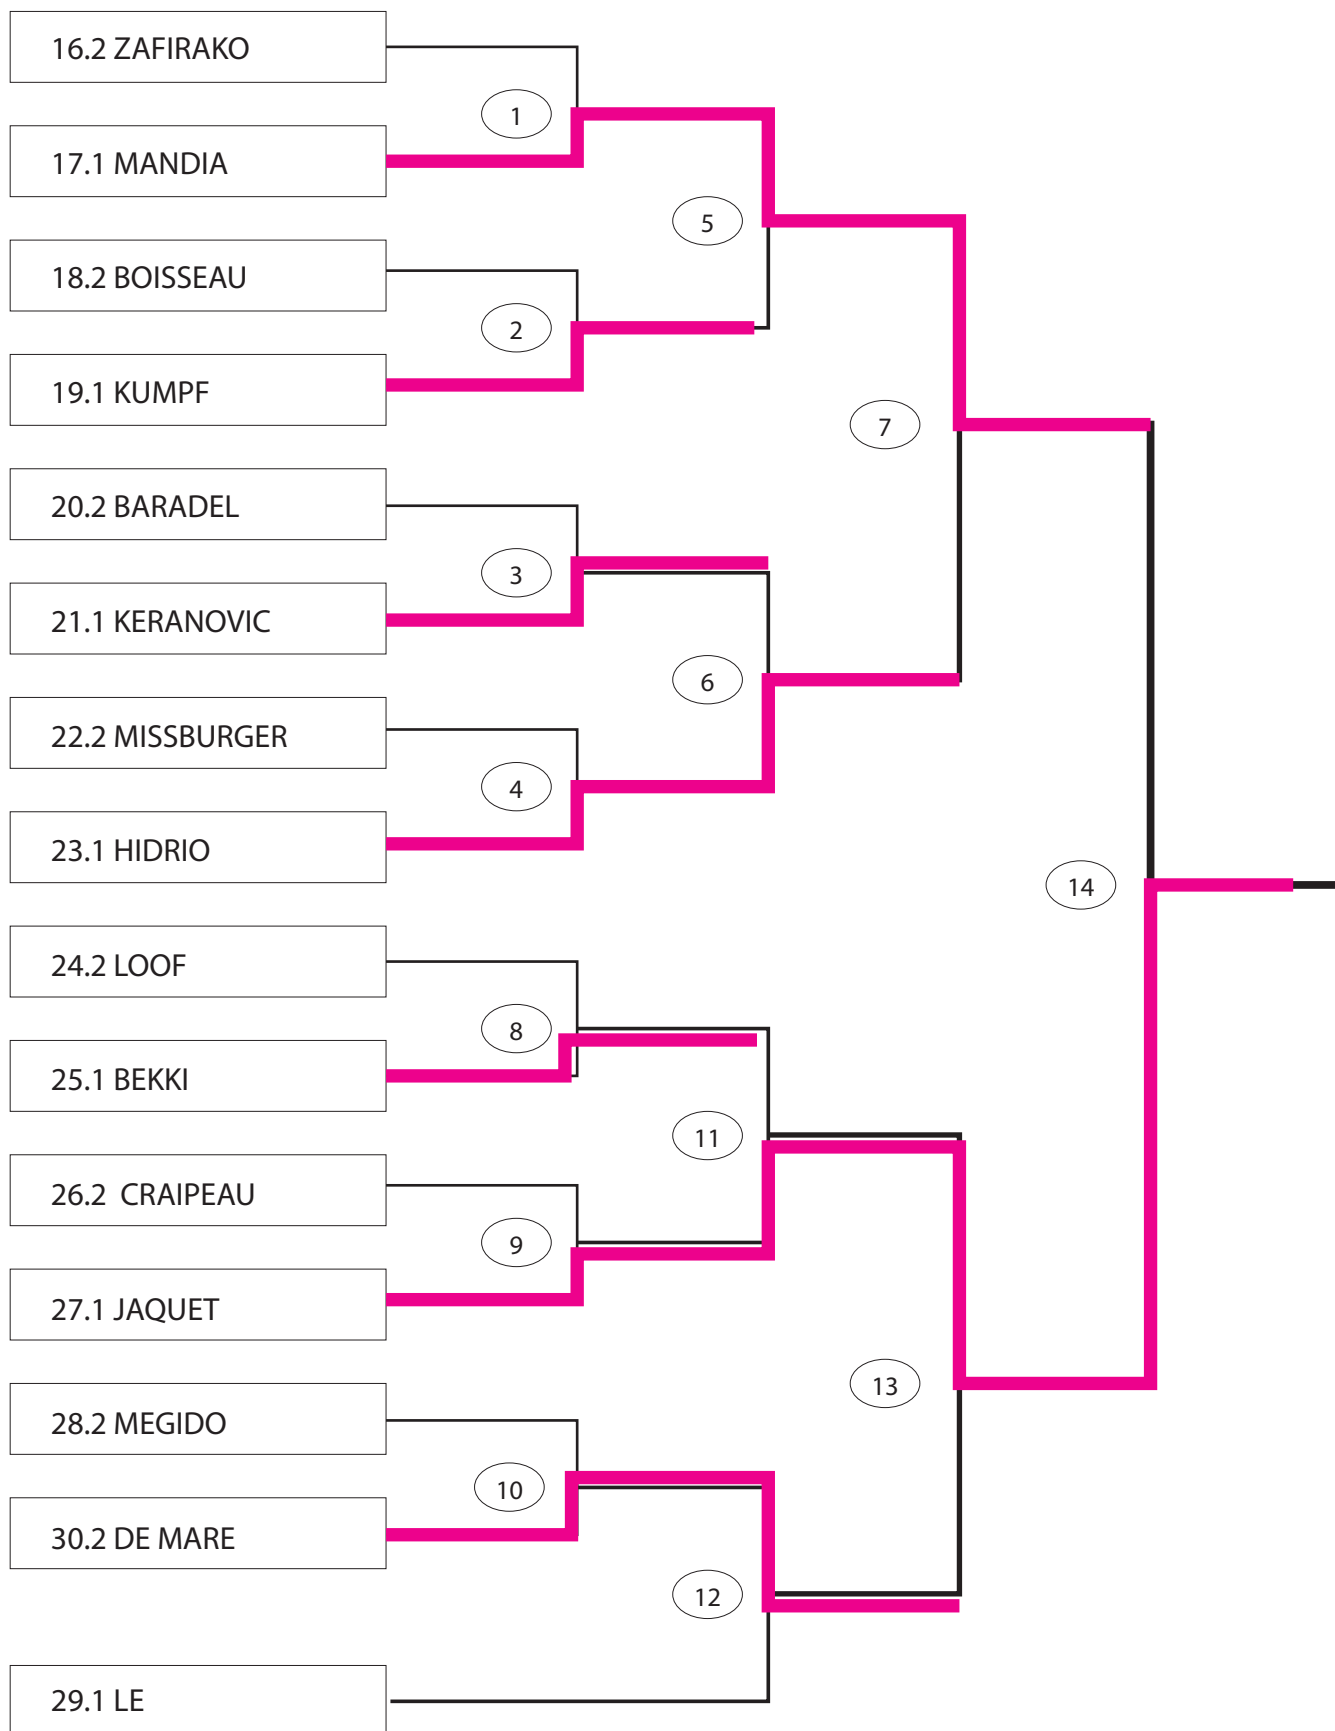 16.2 ZAFIRAKO
1
17.1 MANDIA
5
18.2 BOISSEAU
2
19.1 KUMPF
7
20.2 BARADEL
3
21.1 KERANOVIC
6
22.2 MISSBURGER
4
23.1 HIDRIO
14
24.2 LOOF
8
25.1 BEKKI
11
26.2 CRAIPEAU
9
27.1 JAQUET
13
28.2 MEGIDO
10
30.2 DE MARE
12
29.1 LE